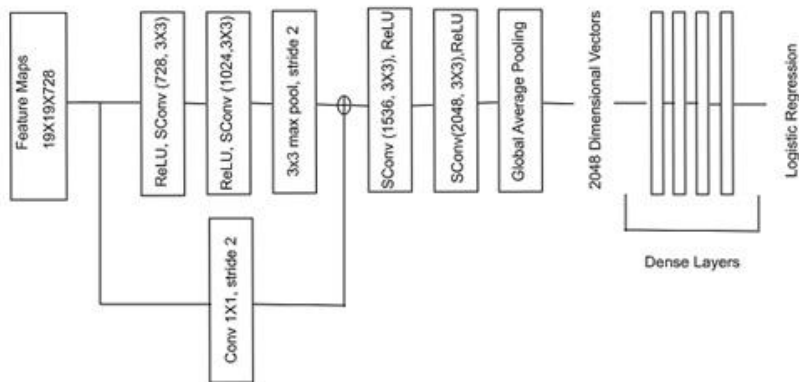 Feature Maps
19X19X728
ReLU, SConv (728, 3X3)
ReLU, SConv (1024,3X3)
3x3 max pool, stride 2
SConv (1536, 3X3), ReLU
SConv(2048, 3X3),ReLU
Global Average Pooling
2048 Dimensional Vectors
Logistic Regression
Conv 1X1, stride 2
Dense Layers